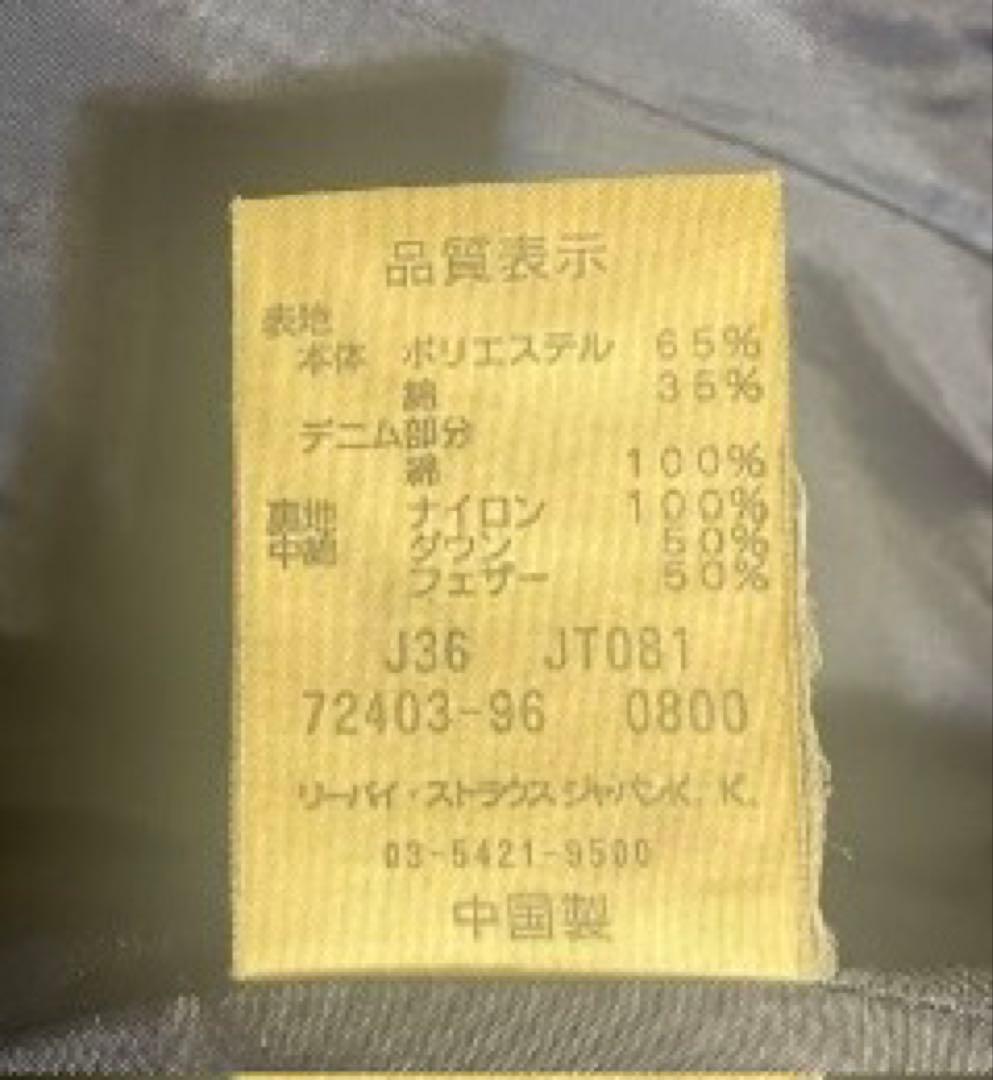 品質表示
表地
本体 ポリエステル 65%
綿 35%
デニム部分
綿 100%
裏地 ナイロン 100%
中綿 ダウン 50%
フェザー 50%
J36 JT081
72403-96 0800
リーバイ・ストラウス ジャパンK. K.
03-5421-9500
中国製